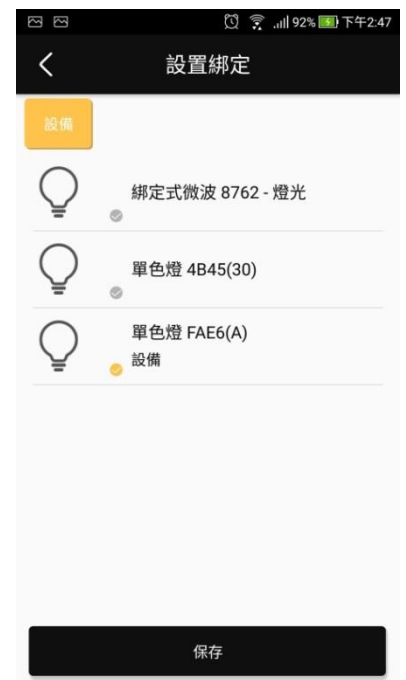 92% 下午2:47
設置綁定
設備
綁定式微波 8762 - 燈光
單色燈 4B45(30)
單色燈 FAE6(A)
設備
保存